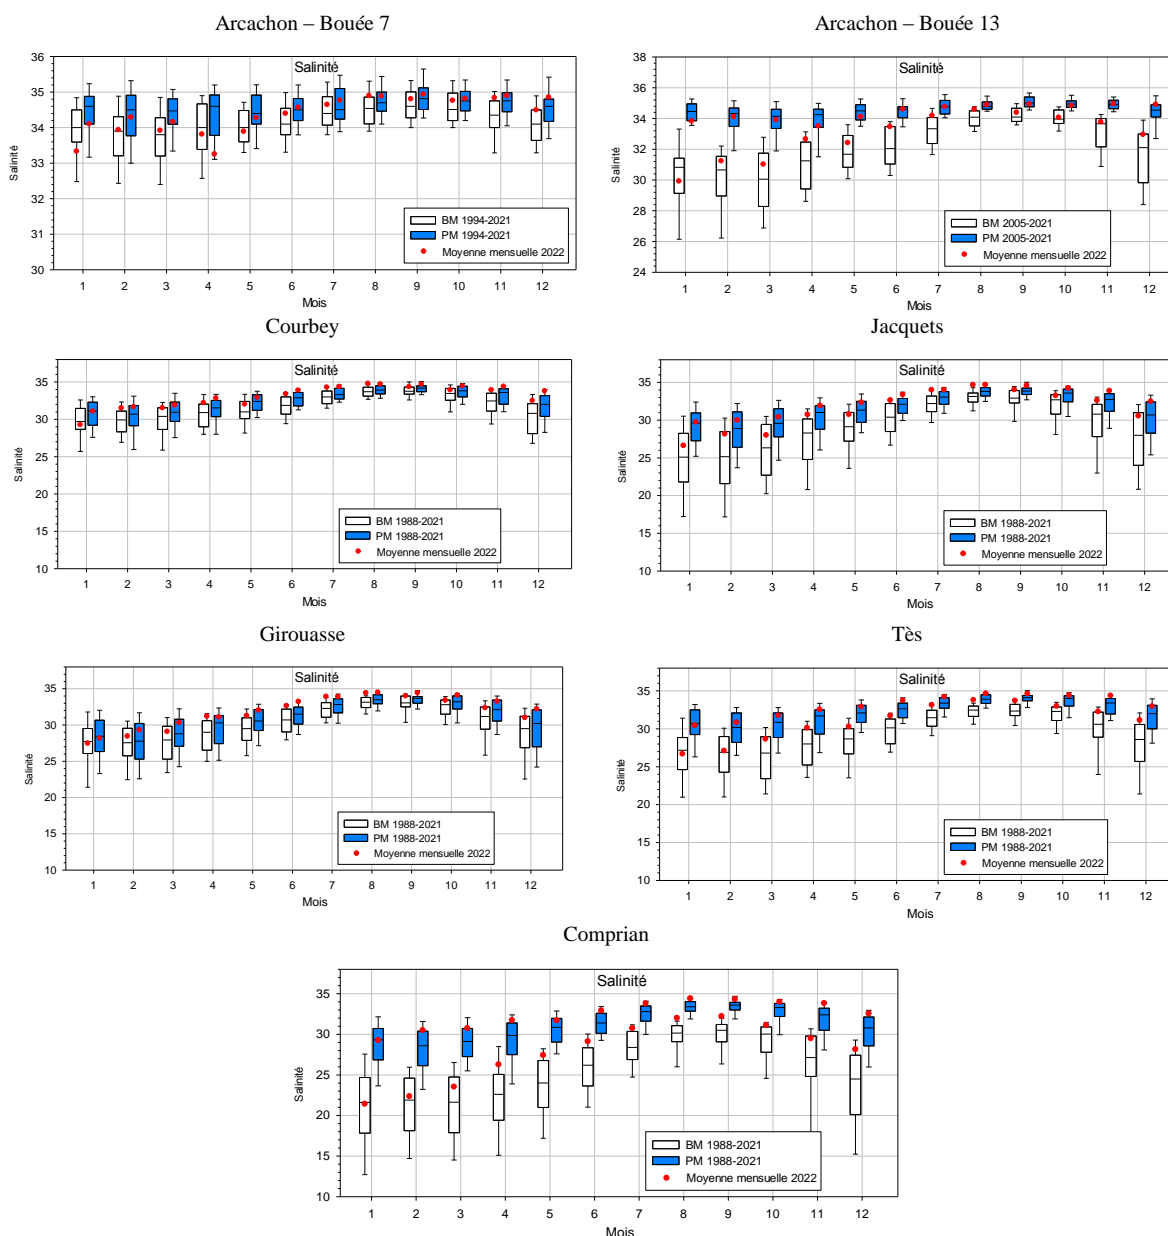 Arcachon – Bouée 7
Salinité
36
35
34
33
32
31
30
Salinité
BM 1994-2021
PM 1994-2021
Moyenne mensuelle 2022
1 2 3 4 5 6 7 8 9 10 11 12
Mois
Arcachon – Bouée 13
Salinité
38
36
34
32
30
28
26
24
Salinité
BM 2005-2021
PM 2005-2021
Moyenne mensuelle 2022
1 2 3 4 5 6 7 8 9 10 11 12
Mois
Courbey
Salinité
35
30
25
20
15
10
Salinité
BM 1988-2021
PM 1988-2021
Moyenne mensuelle 2022
1 2 3 4 5 6 7 8 9 10 11 12
Mois
Jacquets
Salinité
35
30
25
20
15
10
Salinité
BM 1988-2021
PM 1988-2021
Moyenne mensuelle 2022
1 2 3 4 5 6 7 8 9 10 11 12
Mois
Girouasse
Salinité
35
30
25
20
15
10
Salinité
BM 1988-2021
PM 1988-2021
Moyenne mensuelle 2022
1 2 3 4 5 6 7 8 9 10 11 12
Mois
Tès
Salinité
35
30
25
20
15
10
Salinité
BM 1988-2021
PM 1988-2021
Moyenne mensuelle 2022
1 2 3 4 5 6 7 8 9 10 11 12
Mois
Comprian
Salinité
35
30
25
20
15
10
Salinité
BM 1988-2021
PM 1988-2021
Moyenne mensuelle 2022
1 2 3 4 5 6 7 8 9 10 11 12
Mois